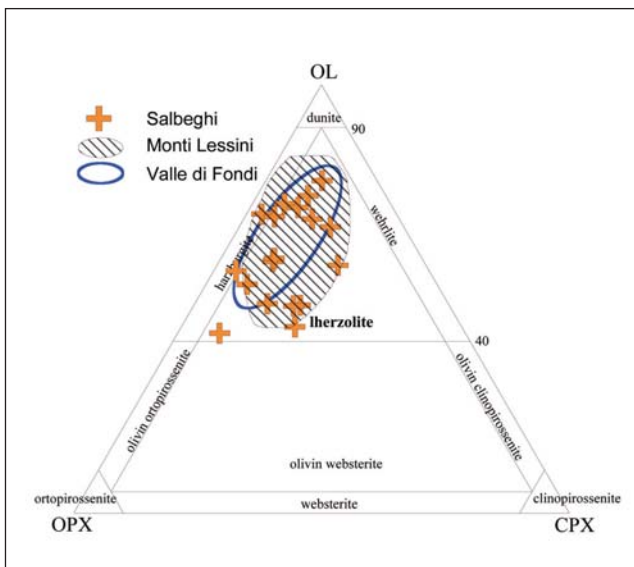 OL
dunite
90
Salbeghi
Monti Lessini
Valle di Fondi
wehrlite
harzburgite
lherzolite
40
olivin ortopirossenite
olivin clinopirossenite
olivin websterite
ortopirossenite
websterite
clinopirossenite
OPX
CPX